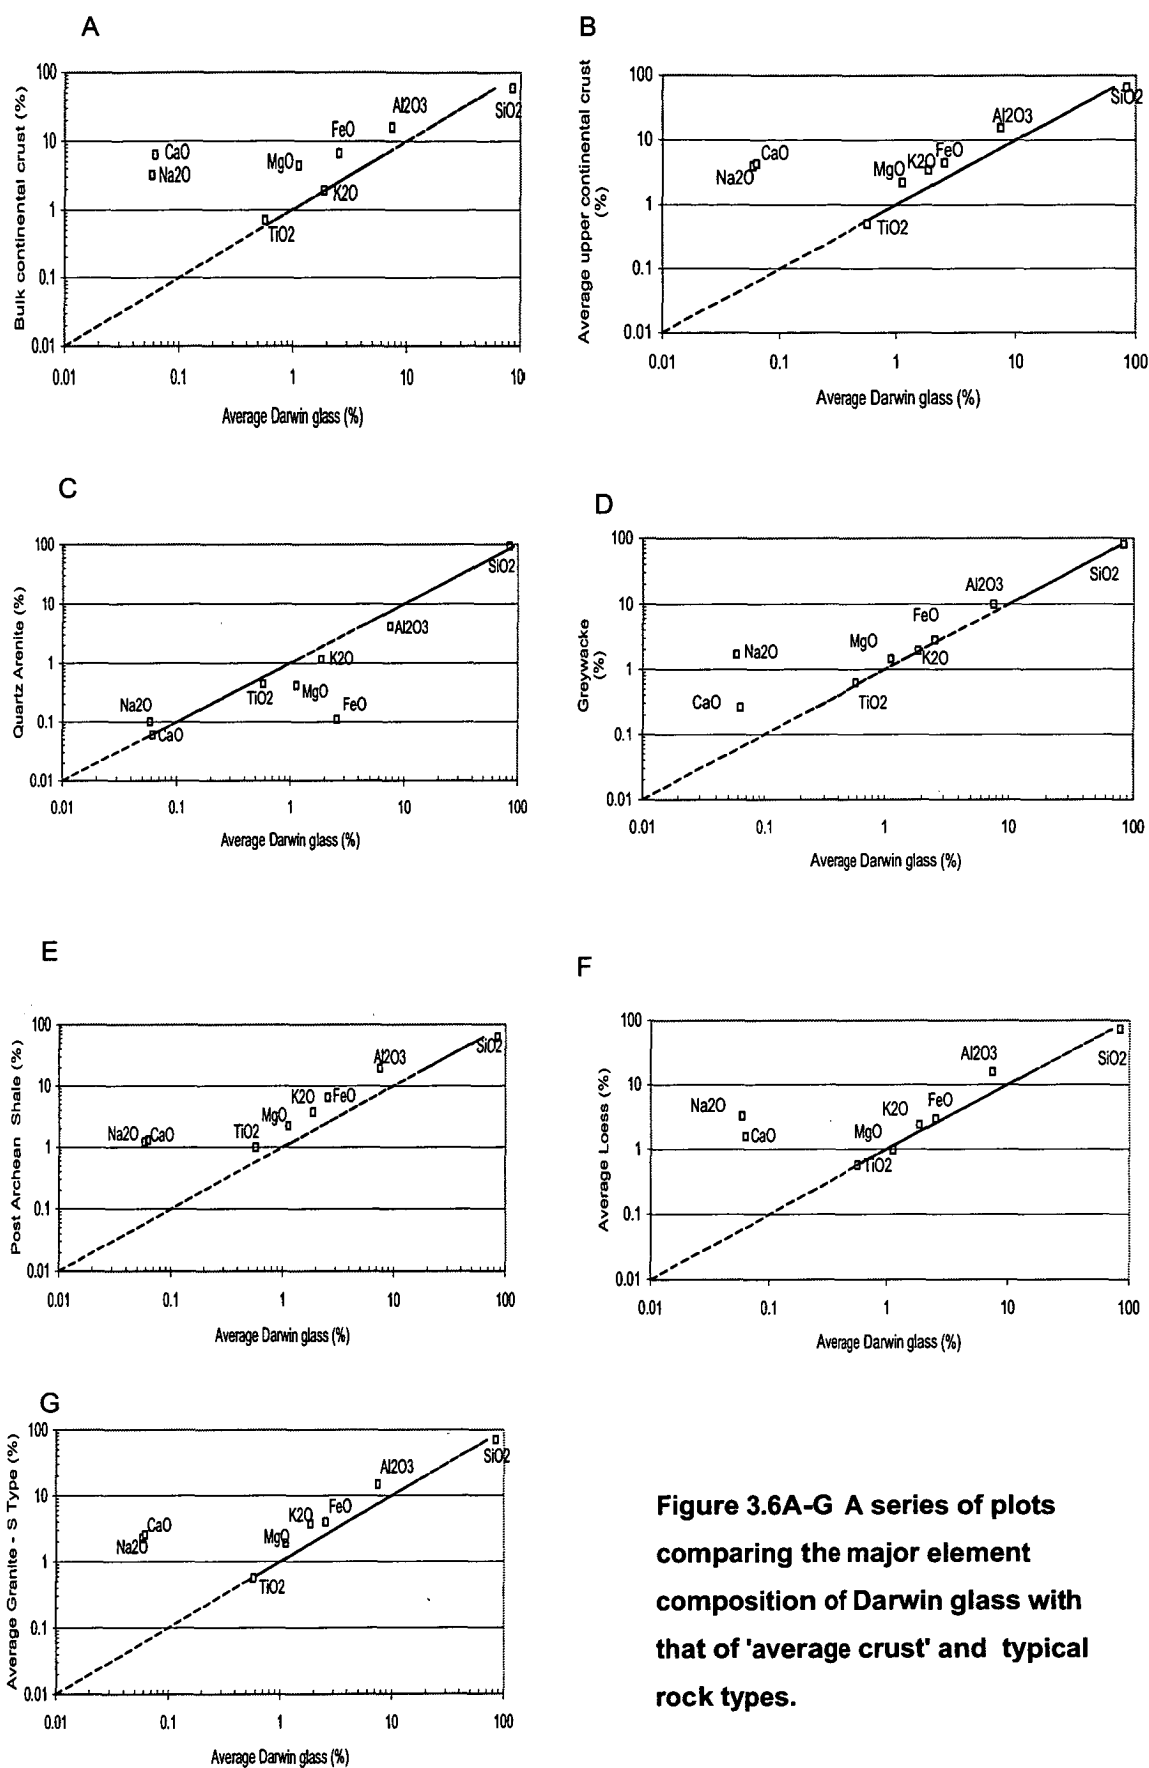 A
Bulk continental crust (%)
100
10
1
0.1
0.01
CaO
Na2O
MgO
FeO
Al2O3
SiO2
K2O
TiO2
0.01 0.1 1 10 10
Average Darwin glass (%)
B
Average upper continental crust
(%)
100
10
1
0.1
0.01
CaO
Na2O
MgO
K2O
FeO
Al2O3
SiO2
TiO2
0.01 0.1 1 10 100
Average Darwin glass (%)
C
Quartz Arenite (%)
100
10
1
0.1
0.01
SiO2
Al2O3
K2O
TiO2
MgO
FeO
Na2O
CaO
0.01 0.1 1 10 100
Average Darwin glass (%)
D
Greywacke
(%)
100
10
1
0.1
0.01
Al2O3
SiO2
FeO
MgO
K2O
Na2O
CaO
TiO2
0.01 0.1 1 10 100
Average Darwin glass (%)
E
Post Archean Shale (%)
100
10
1
0.1
0.01
SiO2
Al2O3
K2O
FeO
MgO
TiO2
Na2O
CaO
0.01 0.1 1 10 100
Average Darwin glass (%)
F
Average Loess (%)
100
10
1
0.1
0.01
Al2O3
SiO2
Na2O
K2O
FeO
CaO
MgO
TiO2
0.01 0.1 1 10 100
Average Darwin glass (%)
G
Average Granite - S Type (%)
100
10
1
0.1
0.01
SiO2
Al2O3
K2O
FeO
CaO
MgO
Na2O
TiO2
0.01 0.1 1 10 100
Average Darwin glass (%)
Figure 3.6A-G A series of plots
comparing the major element
composition of Darwin glass with
that of 'average crust' and typical
rock types.